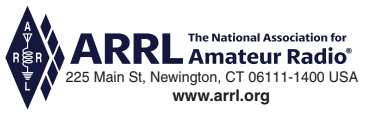 A
R R
L
ARRL The National Association for
Amateur Radio®
225 Main St, Newington, CT 06111-1400 USA
www.arrl.org